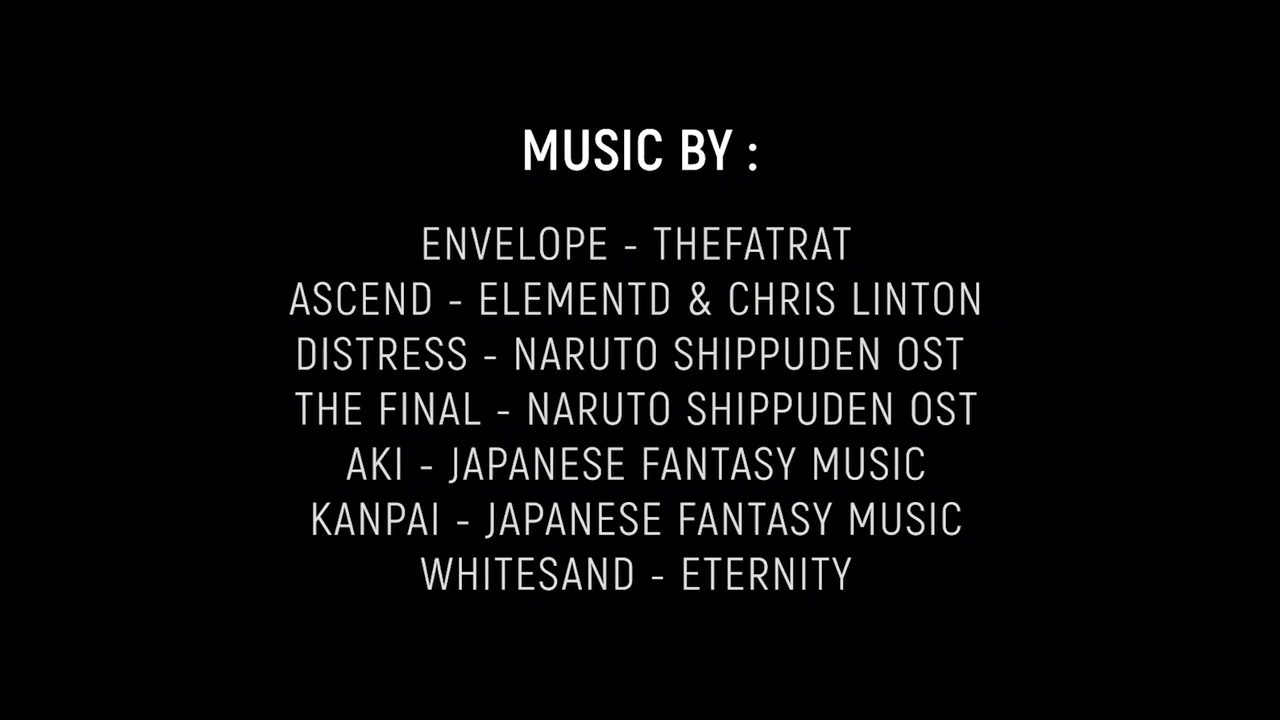 MUSIC BY :
ENVELOPE - THEFATRAT
ASCEND - ELEMENTD & CHRIS LINTON
DISTRESS - NARUTO SHIPPUDEN OST
THE FINAL - NARUTO SHIPPUDEN OST
AKI - JAPANESE FANTASY MUSIC
KANPAI - JAPANESE FANTASY MUSIC
WHITESAND - ETERNITY